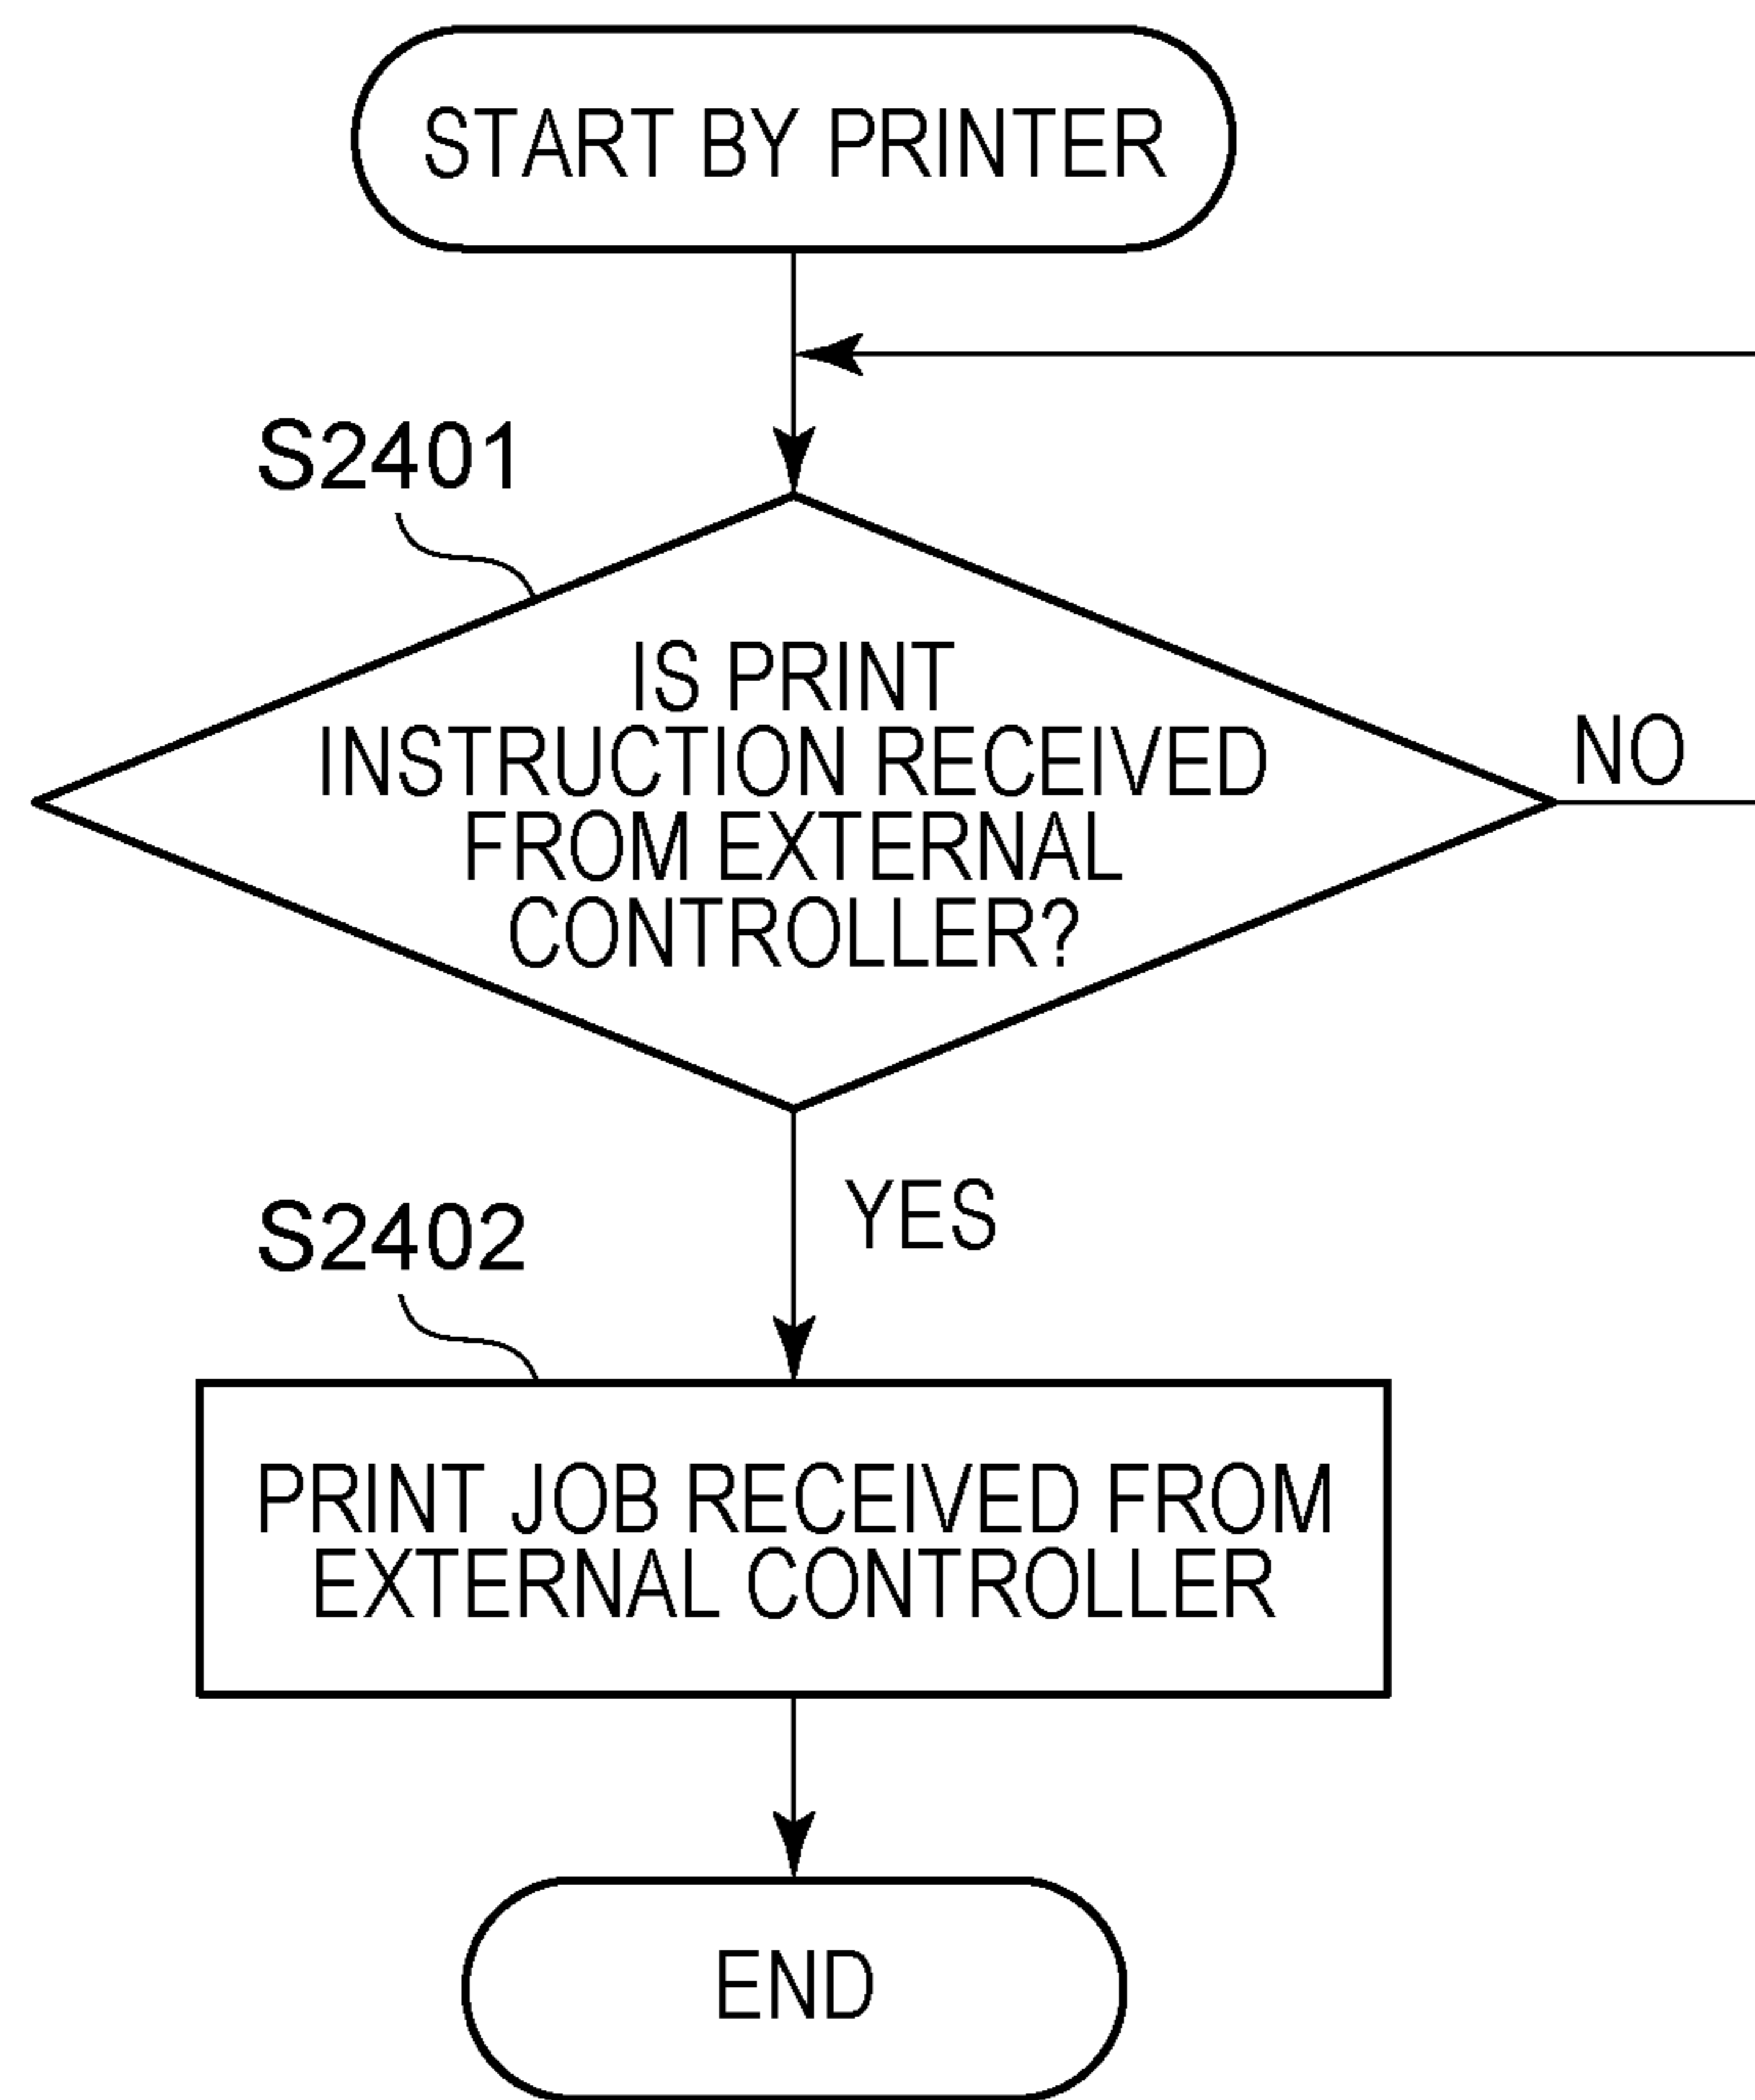 START BY PRINTER
S2401
IS PRINT
INSTRUCTION RECEIVED
FROM EXTERNAL
CONTROLLER?
NO
YES
S2402
PRINT JOB RECEIVED FROM
EXTERNAL CONTROLLER
END